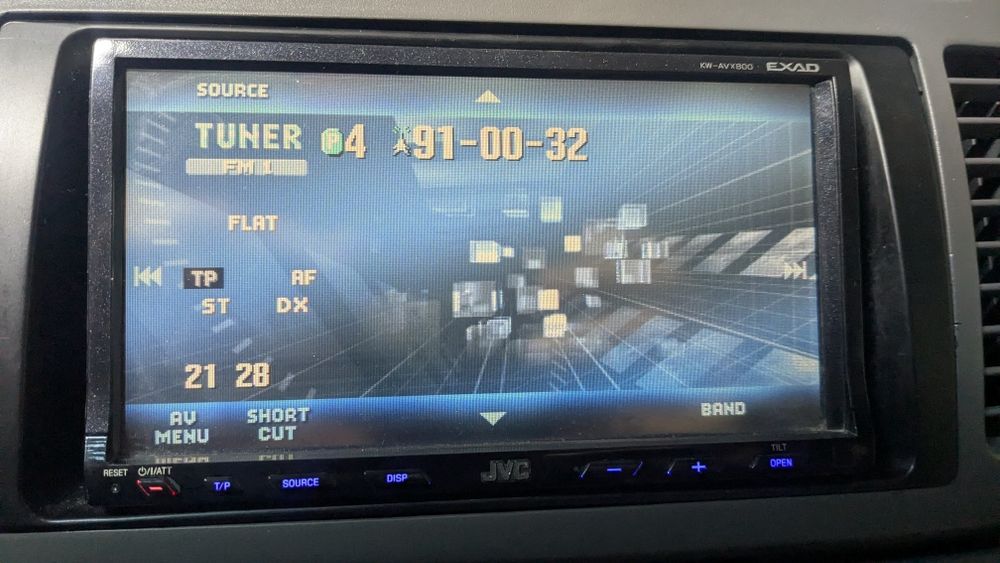 KW-AVX800 EXAD
SOURCE
TUNER P4 91-00-32
FM 1
FLAT
TP AF
ST DX
21 28
AV MENU SHORT CUT BAND
RESET /I/ATT T/P SOURCE DISP JVC − + TILT OPEN